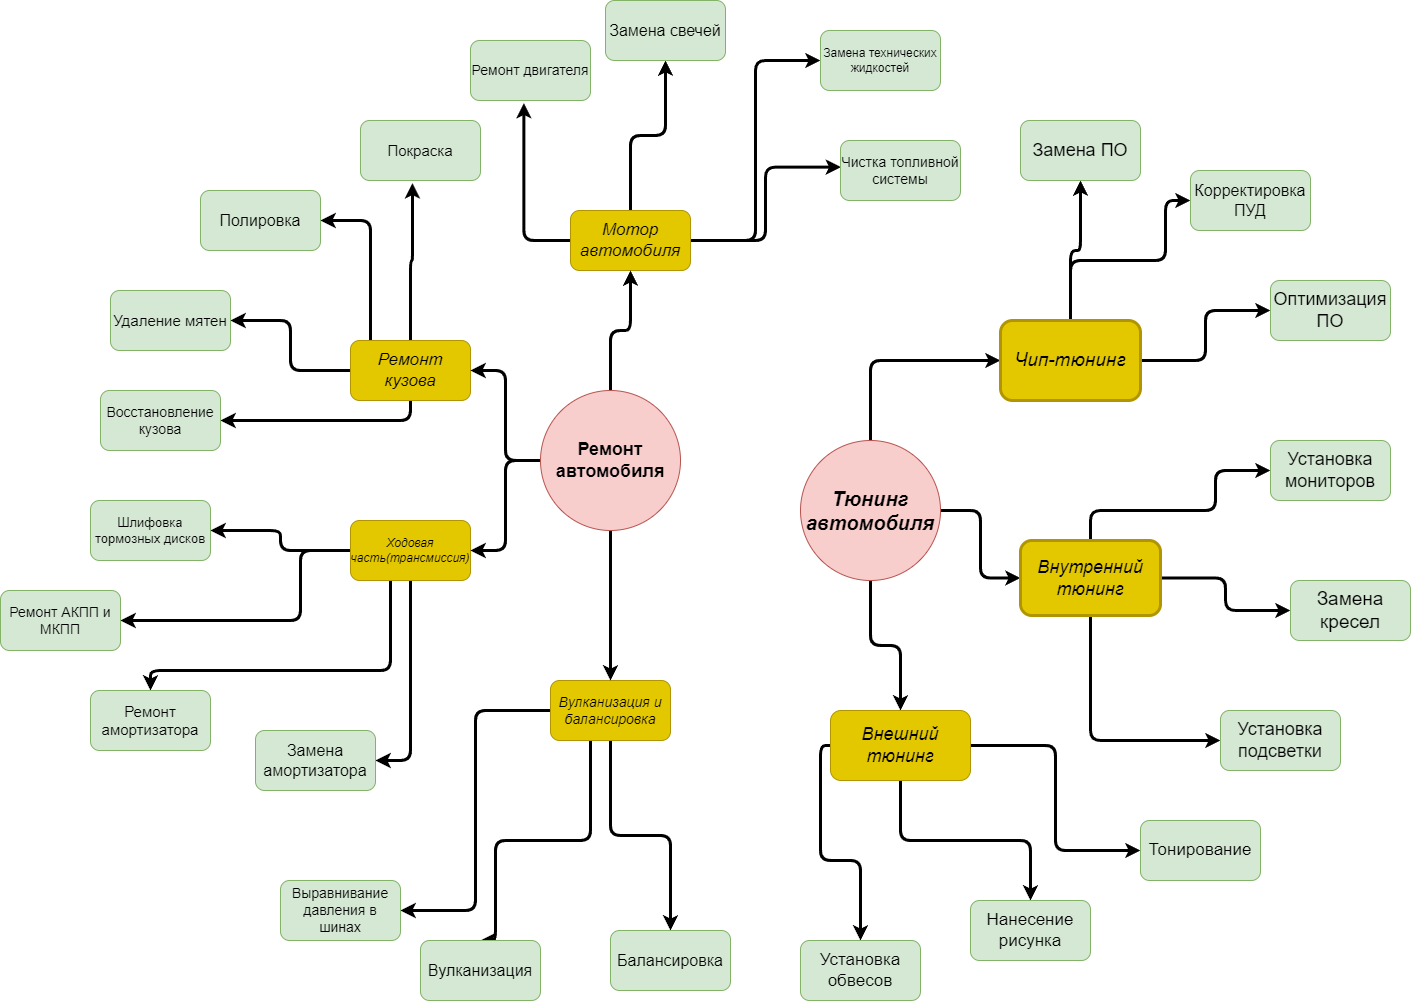 Замена свечей
Ремонт двигателя
Замена технических
жидкостей
Покраска
Замена ПО
Чистка топливной
системы
Полировка
Корректировка
ПУД
Мотор
автомобиля
Удаление мятен
Оптимизация
ПО
Ремонт
кузова
Чип-тюнинг
Восстановление
кузова
Ремонт
автомобиля
Установка
мониторов
Тюнинг
автомобиля
Шлифовка
тормозных дисков
Ходовая
часть(трансмиссия)
Внутренний
тюнинг
Ремонт АКПП и
МКПП
Замена
кресел
Ремонт
амортизатора
Вулканизация и
балансировка
Внешний
тюнинг
Установка
подсветки
Замена
амортизатора
Тонирование
Выравнивание
давления в
шинах
Нанесение
рисунка
Вулканизация
Балансировка
Установка
обвесов